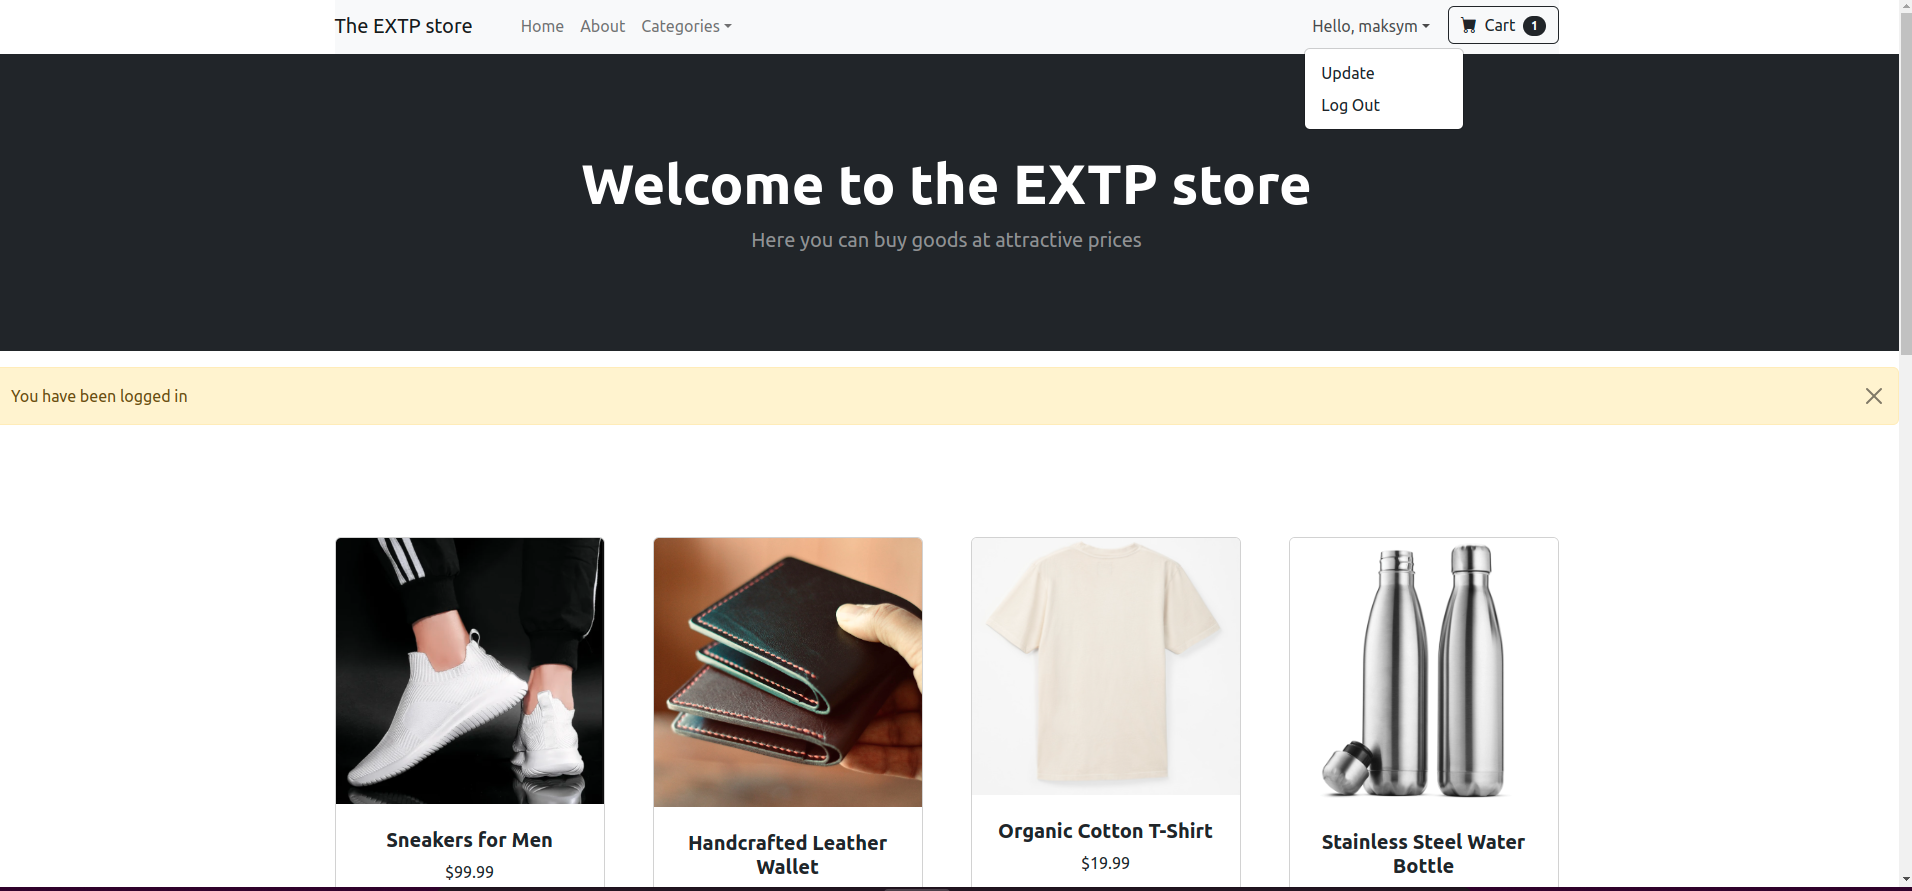 The EXTP store
Home
About
Categories
Hello, maksym
Cart 1
Update
Log Out
Welcome to the EXTP store
Here you can buy goods at attractive prices
You have been logged in
Sneakers for Men
$99.99
Handcrafted Leather
Wallet
Organic Cotton T-Shirt
$19.99
Stainless Steel Water
Bottle